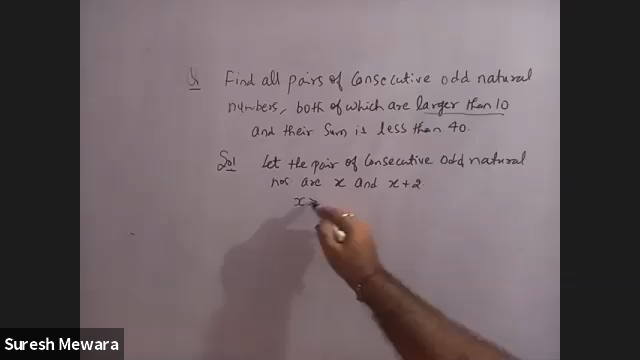 Q1 Find all pairs of Consecutive odd natural
numbers, both of which are larger than 10
and their sum is less than 40.
Sol Let the pair of Consecutive odd natural
nos are x and x+2.
x >
Suresh Mewara